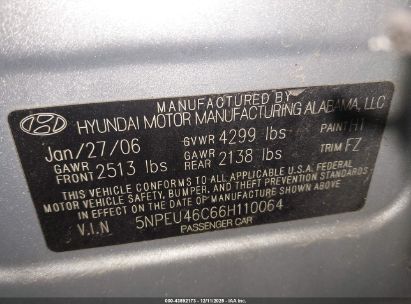 MANUFACTURED BY
HYUNDAI MOTOR MANUFACTURING ALABAMA, LLC
Jan/27/06 GVWR 4299 lbs PAINT H1
GAWR FRONT 2513 lbs GAWR REAR 2138 lbs TRIM FZ
THIS VEHICLE CONFORMS TO ALL APPLICABLE U.S.A. FEDERAL
MOTOR VEHICLE SAFETY, BUMPER, AND THEFT PREVENTION STANDARDS
IN EFFECT ON THE DATE OF MANUFACTURE SHOWN ABOVE.
V.I.N 5NPEU46C66H110064
PASSENGER CAR